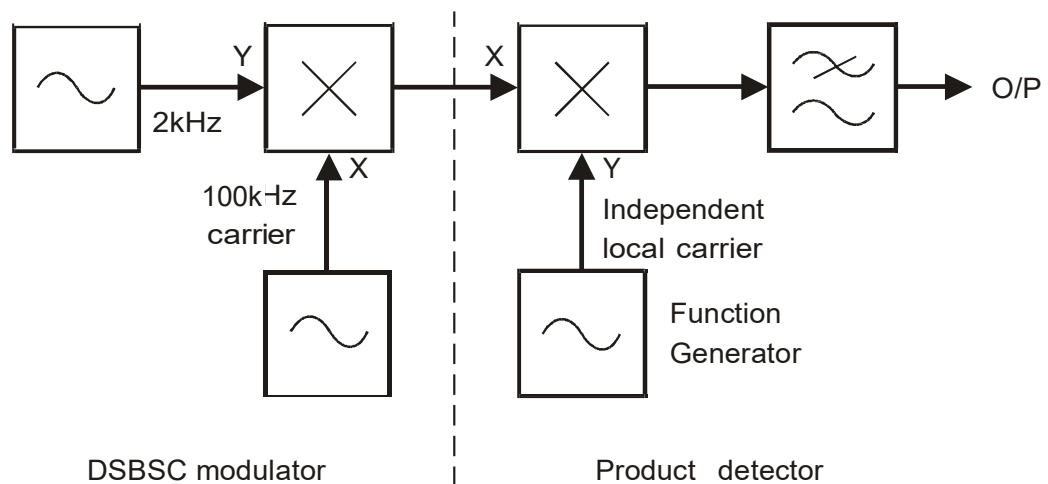 Y
X
O/P
2kHz
X
Y
100kHz
carrier
Independent
local carrier
Function
Generator
DSBSC modulator
Product detector